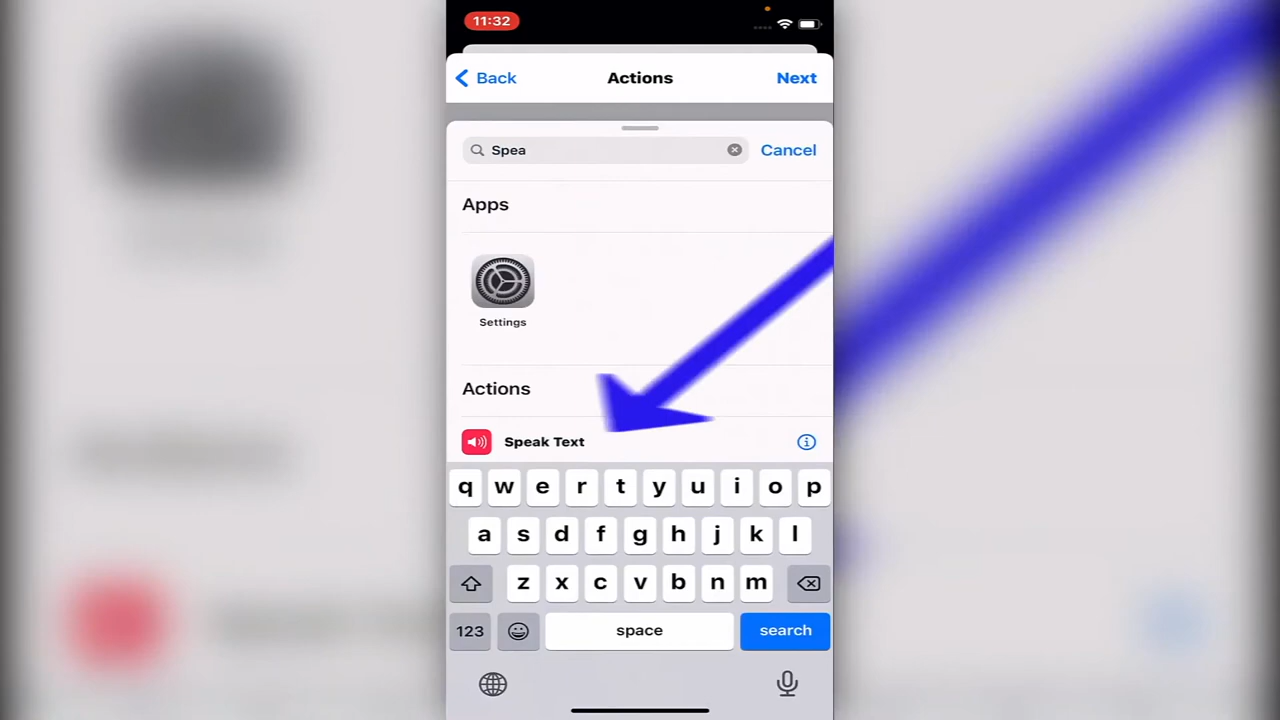 11:32
Back Actions Next
Spea Cancel
Apps
Settings
Actions
Speak Text
q w e r t y u i o p
a s d f g h j k l
z x c v b n m
123 space search